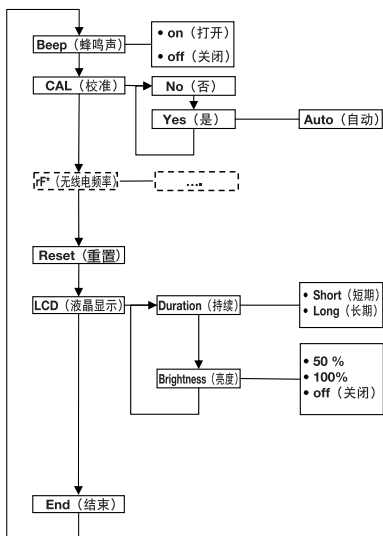 Beep（蜂鸣声）
• on（打开）
• off（关闭）
CAL（校准）
No（否）
Yes（是）
Auto（自动）
rF*（无线电频率）
....
Reset（重置）
LCD（液晶显示）
Duration（持续）
• Short（短期）
• Long（长期）
Brightness（亮度）
• 50 %
• 100%
• off（关闭）
End（结束）